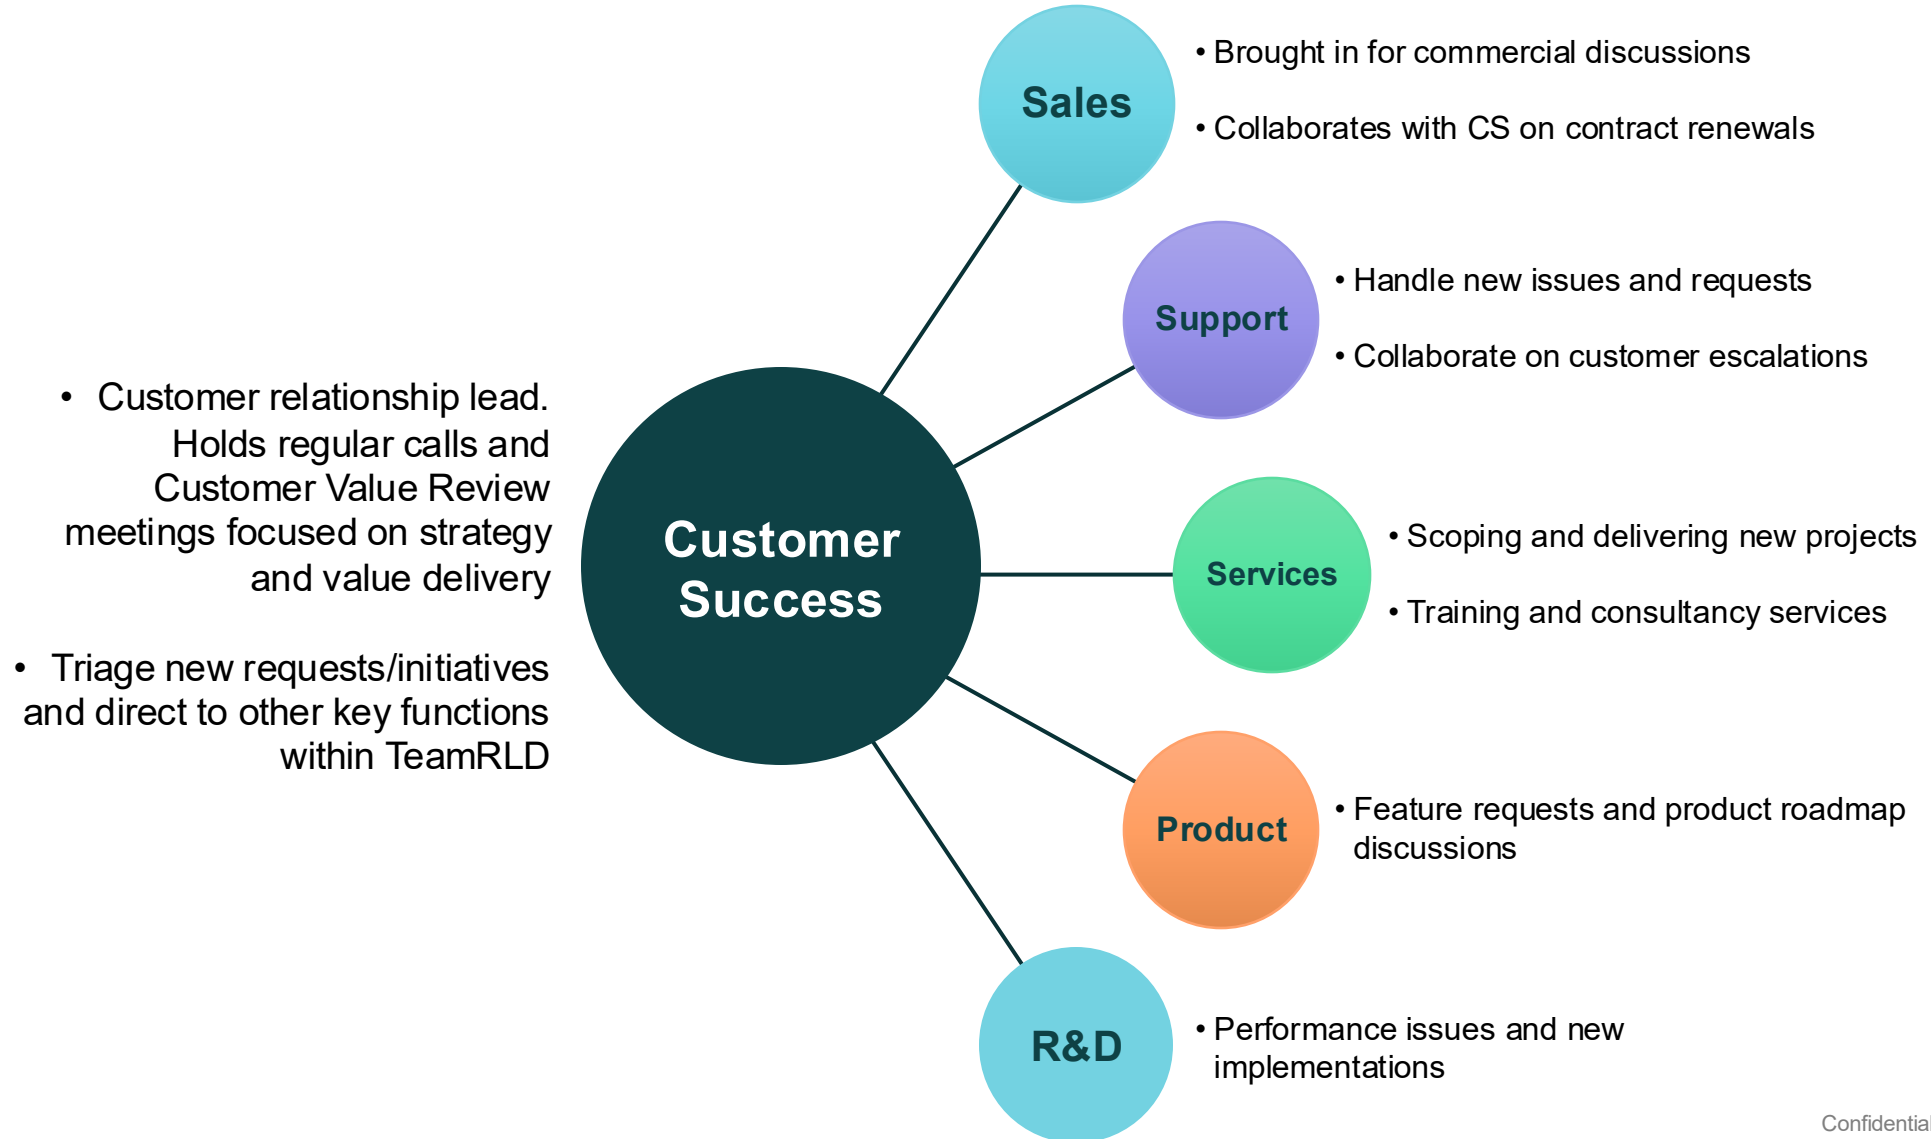 • Customer relationship lead.
Holds regular calls and
Customer Value Review
meetings focused on strategy
and value delivery
• Triage new requests/initiatives
and direct to other key functions
within TeamRLD
Customer
Success
Sales
• Brought in for commercial discussions
• Collaborates with CS on contract renewals
Support
• Handle new issues and requests
• Collaborate on customer escalations
Services
• Scoping and delivering new projects
• Training and consultancy services
Product
• Feature requests and product roadmap
discussions
R&D
• Performance issues and new
implementations
Confidential